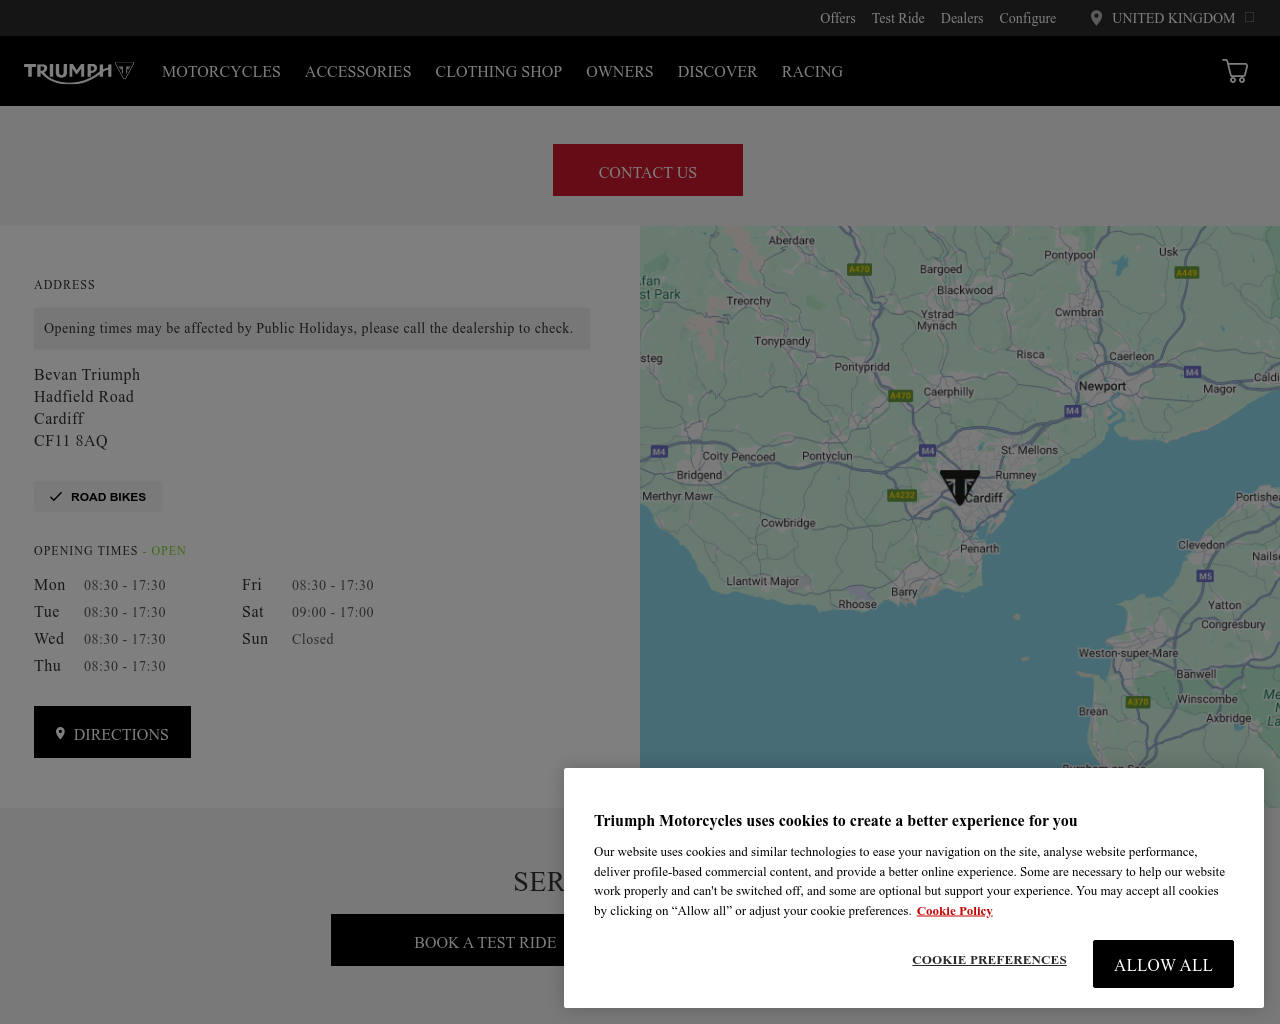 Offers Test Ride Dealers Configure UNITED KINGDOM
TRIUMPH MOTORCYCLES ACCESSORIES CLOTHING SHOP OWNERS DISCOVER RACING
CONTACT US
ADDRESS
Opening times may be affected by Public Holidays, please call the dealership to check.
Bevan Triumph
Hadfield Road
Cardiff
CF11 8AQ
ROAD BIKES
OPENING TIMES - OPEN
Mon 08:30 - 17:30 Fri 08:30 - 17:30
Tue 08:30 - 17:30 Sat 09:00 - 17:00
Wed 08:30 - 17:30 Sun Closed
Thu 08:30 - 17:30
DIRECTIONS
Aberdare
Usk
Pontypool
A470
Bargoed
A449
fan
st Park
Blackwood
Treorchy
Ystrad
Mynach
Cwmbran
Tonypandy
Risca
Caerleon
steg
Pontypridd
M4
Caldi
Newport
Magor
A470
Caerphilly
M4
M4
M4
St. Mellons
Coity
Pencoed
Pontyclun
Bridgend
Rumney
Merthyr Mawr
A4232
Cardiff
Portishe
Cowbridge
Clevedon
Penarth
Nails
M5
Llantwit Major
Barry
Rhoose
Yatton
Congresbury
Weston-super-Mare
Banwell
Winscombe
A370
Brean
Axbridge
Me
La
SER
BOOK A TEST RIDE
Triumph Motorcycles uses cookies to create a better experience for you
Our website uses cookies and similar technologies to ease your navigation on the site, analyse website performance,
deliver profile-based commercial content, and provide a better online experience. Some are necessary to help our website
work properly and can't be switched off, and some are optional but support your experience. You may accept all cookies
by clicking on “Allow all” or adjust your cookie preferences. Cookie Policy
COOKIE PREFERENCES ALLOW ALL